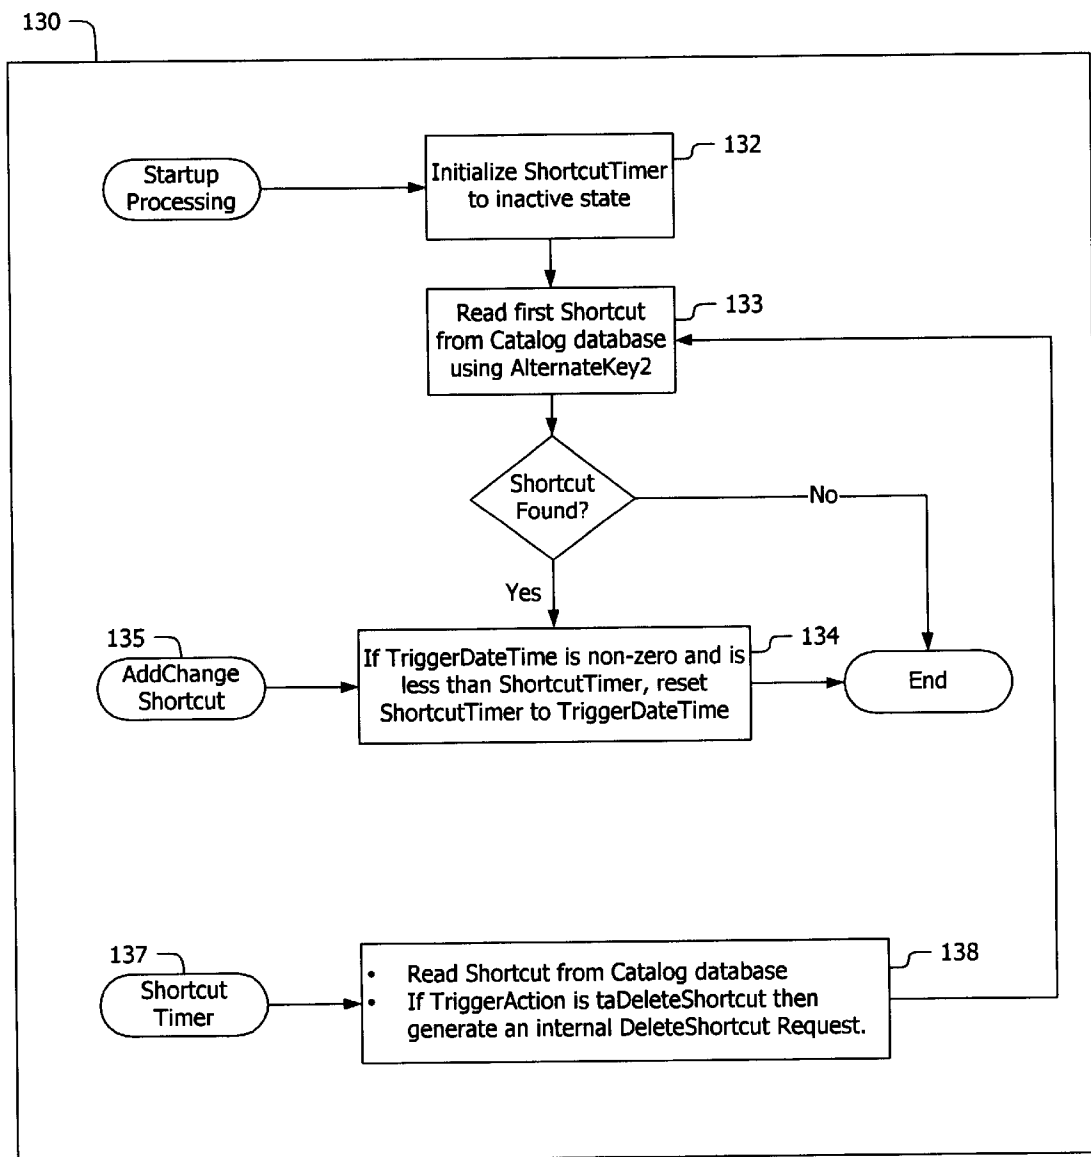 130
Startup
Processing
Initialize ShortcutTimer
to inactive state
132
Read first Shortcut
from Catalog database
using AlternateKey2
133
Shortcut
Found?
No
Yes
135
AddChange
Shortcut
If TriggerDateTime is non-zero and is
less than ShortcutTimer, reset
ShortcutTimer to TriggerDateTime
134
End
137
Shortcut
Timer
• Read Shortcut from Catalog database
• If TriggerAction is taDeleteShortcut then
generate an internal DeleteShortcut Request.
138